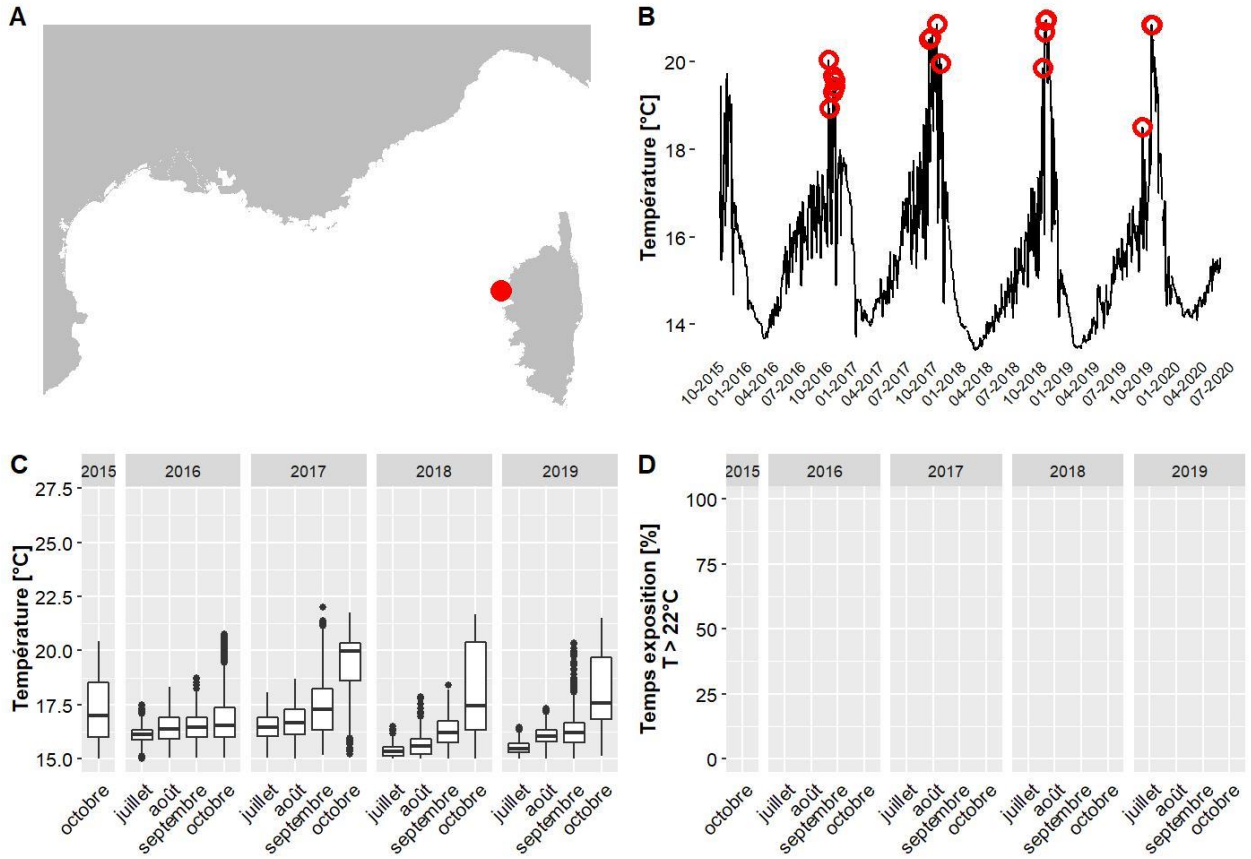 A
B
Température [°C]
20
18
16
14
10-2015
01-2016
04-2016
07-2016
10-2016
01-2017
04-2017
07-2017
10-2017
01-2018
04-2018
07-2018
10-2018
01-2019
04-2019
07-2019
10-2019
01-2020
04-2020
07-2020
C
2015 2016 2017 2018 2019
Température [°C]
27.5
25.0
22.5
20.0
17.5
15.0
octobre
juillet
août
septembre
octobre
juillet
août
septembre
octobre
juillet
août
septembre
octobre
juillet
août
septembre
octobre
D
2015 2016 2017 2018 2019
Temps exposition [%]
T > 22°C
100
75
50
25
0
octobre
juillet
août
septembre
octobre
juillet
août
septembre
octobre
juillet
août
septembre
octobre
juillet
août
septembre
octobre